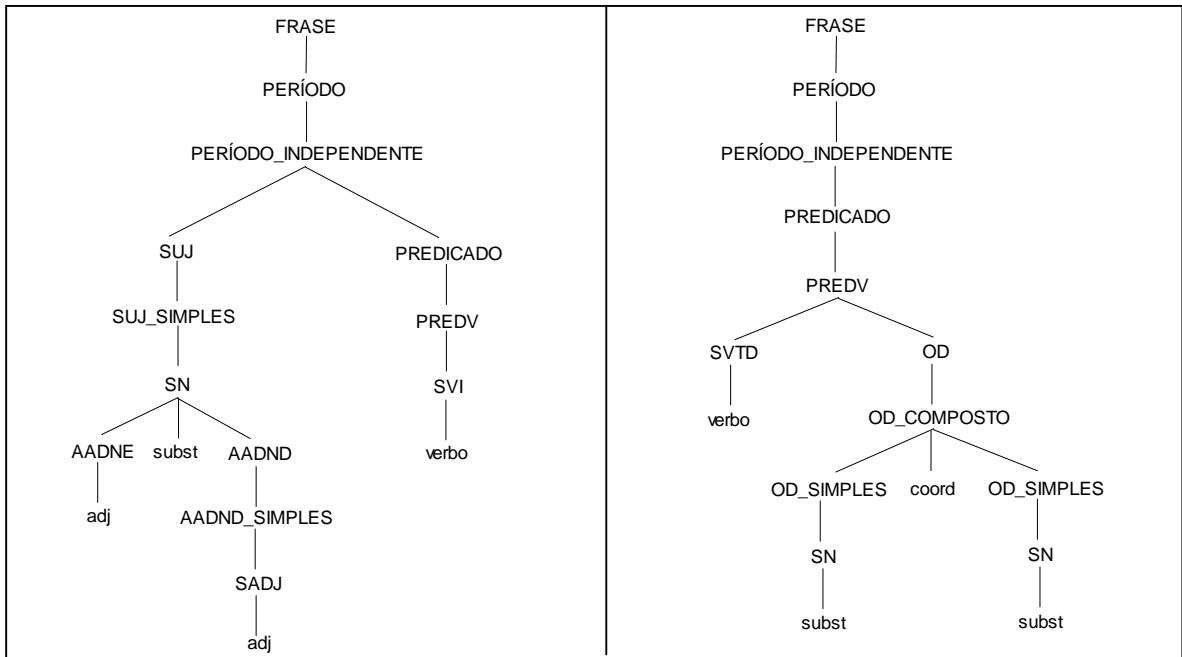 FRASE
PERÍODO
PERÍODO_INDEPENDENTE
SUJ PREDICADO
SUJ_SIMPLES PREDV
SN SVI
AADNE subst AADND verbo
adj AADND_SIMPLES
SADJ
adj
FRASE
PERÍODO
PERÍODO_INDEPENDENTE
PREDICADO
PREDV
SVTD OD
verbo OD_COMPOSTO
OD_SIMPLES coord OD_SIMPLES
SN SN
subst subst